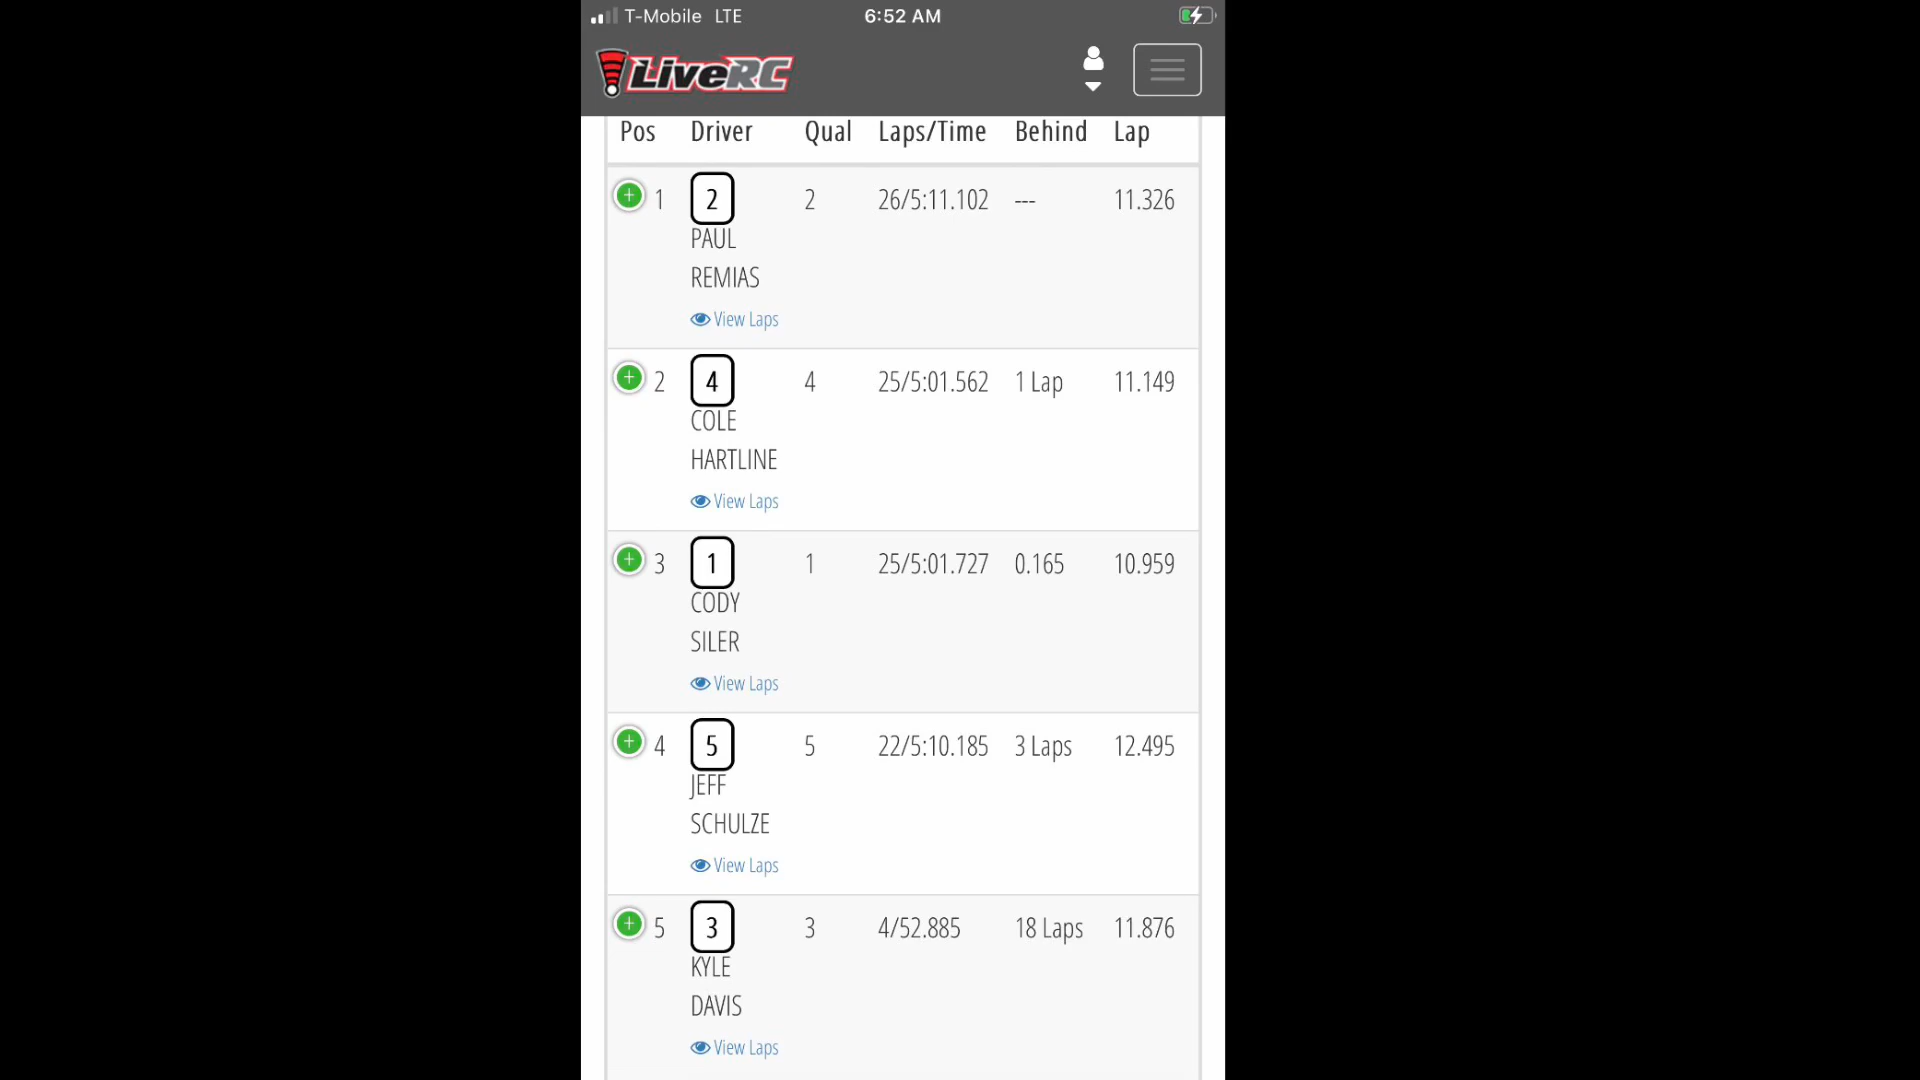 T-Mobile LTE 6:52 AM
LiveRC
Pos Driver Qual Laps/Time Behind Lap
1 2 2 26/5:11.102 --- 11.326
PAUL
REMIAS
View Laps
2 4 4 25/5:01.562 1 Lap 11.149
COLE
HARTLINE
View Laps
3 1 1 25/5:01.727 0.165 10.959
CODY
SILER
View Laps
4 5 5 22/5:10.185 3 Laps 12.495
JEFF
SCHULZE
View Laps
5 3 3 4/52.885 18 Laps 11.876
KYLE
DAVIS
View Laps